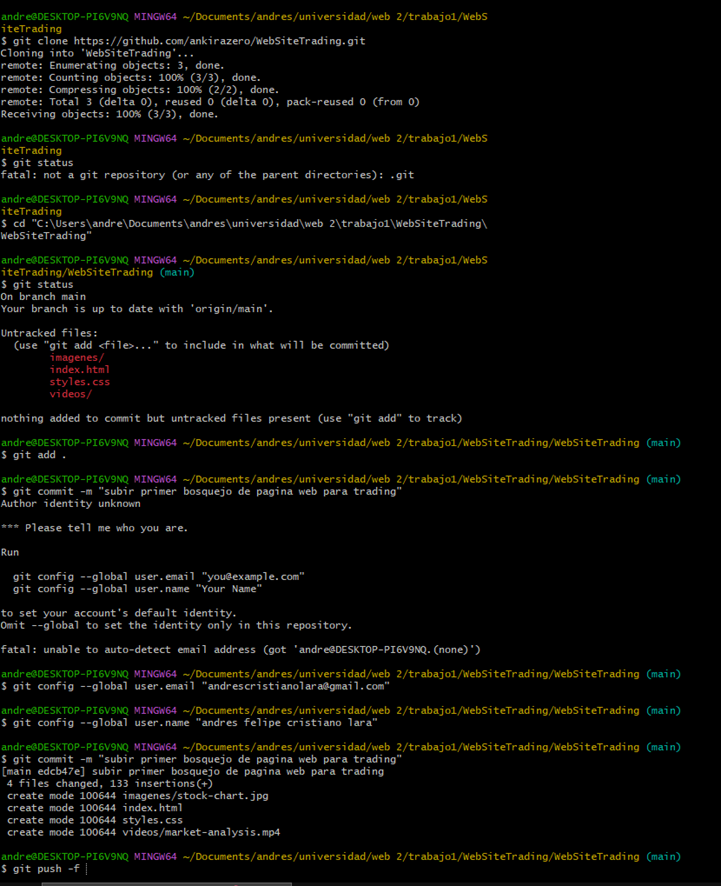 andre@DESKTOP-PI6V9NQ MINGW64 ~/Documents/andres/universidad/web 2/trabajo1/WebS
iteTrading
$ git clone https://github.com/ankirazero/WebSiteTrading.git
Cloning into 'WebSiteTrading'...
remote: Enumerating objects: 3, done.
remote: Counting objects: 100% (3/3), done.
remote: Compressing objects: 100% (2/2), done.
remote: Total 3 (delta 0), reused 0 (delta 0), pack-reused 0 (from 0)
Receiving objects: 100% (3/3), done.
andre@DESKTOP-PI6V9NQ MINGW64 ~/Documents/andres/universidad/web 2/trabajo1/WebS
iteTrading
$ git status
fatal: not a git repository (or any of the parent directories): .git
andre@DESKTOP-PI6V9NQ MINGW64 ~/Documents/andres/universidad/web 2/trabajo1/WebS
iteTrading
$ cd "C:\Users\andre\Documents\andres\universidad\web 2\trabajo1\WebSiteTrading\
WebSiteTrading"
andre@DESKTOP-PI6V9NQ MINGW64 ~/Documents/andres/universidad/web 2/trabajo1/WebS
iteTrading/WebSiteTrading (main)
$ git status
On branch main
Your branch is up to date with 'origin/main'.
Untracked files:
(use "git add <file>..." to include in what will be committed)
imagenes/
index.html
styles.css
videos/
nothing added to commit but untracked files present (use "git add" to track)
andre@DESKTOP-PI6V9NQ MINGW64 ~/Documents/andres/universidad/web 2/trabajo1/WebSiteTrading/WebSiteTrading (main)
$ git add .
andre@DESKTOP-PI6V9NQ MINGW64 ~/Documents/andres/universidad/web 2/trabajo1/WebSiteTrading/WebSiteTrading (main)
$ git commit -m "subir primer bosquejo de pagina web para trading"
Author identity unknown
*** Please tell me who you are.
Run
git config --global user.email "you@example.com"
git config --global user.name "Your Name"
to set your account's default identity.
Omit --global to set the identity only in this repository.
fatal: unable to auto-detect email address (got 'andre@DESKTOP-PI6V9NQ.(none)')
andre@DESKTOP-PI6V9NQ MINGW64 ~/Documents/andres/universidad/web 2/trabajo1/WebSiteTrading/WebSiteTrading (main)
$ git config --global user.email "andrescristianolara@gmail.com"
andre@DESKTOP-PI6V9NQ MINGW64 ~/Documents/andres/universidad/web 2/trabajo1/WebSiteTrading/WebSiteTrading (main)
$ git config --global user.name "andres felipe cristiano lara"
andre@DESKTOP-PI6V9NQ MINGW64 ~/Documents/andres/universidad/web 2/trabajo1/WebSiteTrading/WebSiteTrading (main)
$ git commit -m "subir primer bosquejo de pagina web para trading"
[main edcb47e] subir primer bosquejo de pagina web para trading
4 files changed, 133 insertions(+)
create mode 100644 imagenes/stock-chart.jpg
create mode 100644 index.html
create mode 100644 styles.css
create mode 100644 videos/market-analysis.mp4
andre@DESKTOP-PI6V9NQ MINGW64 ~/Documents/andres/universidad/web 2/trabajo1/WebSiteTrading/WebSiteTrading (main)
$ git push -f